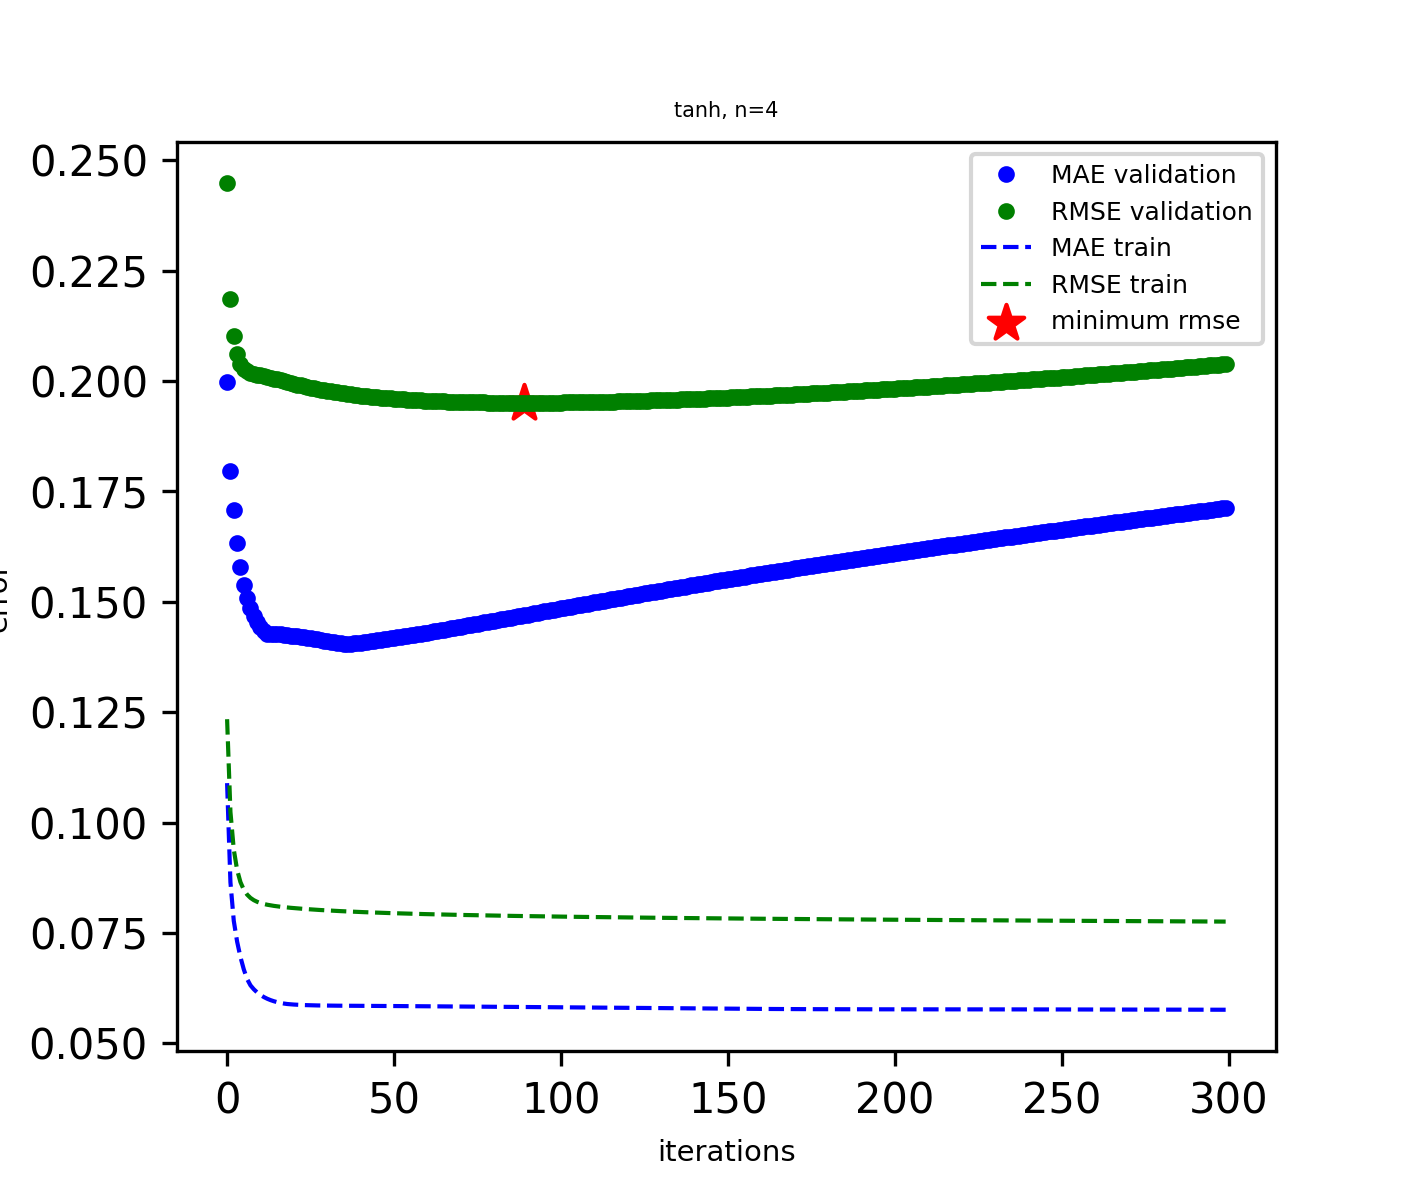 tanh, n=4
0.250
0.225
0.200
0.175
0.150
0.125
0.100
0.075
0.050
MAE validation
RMSE validation
MAE train
RMSE train
minimum rmse
0 50 100 150 200 250 300
iterations